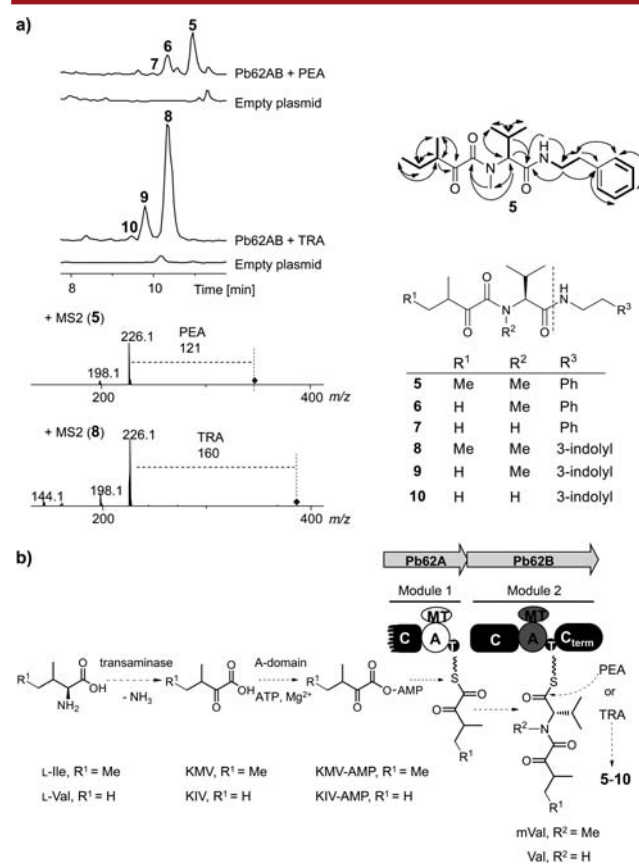 a)
5
6
7
Pb62AB + PEA
Empty plasmid
8
9
10
Pb62AB + TRA
Empty plasmid
8 10 Time [min]
+ MS2 (5)
226.1
PEA
121
198.1
200 400 m/z
+ MS2 (8)
226.1
TRA
160
144.1
198.1
200 400 m/z
O
H
N
N
O
O
5
R1
O
O
N
R2
O
H
N
R3
R1 R2 R3
5 Me Me Ph
6 H Me Ph
7 H H Ph
8 Me Me 3-indolyl
9 H Me 3-indolyl
10 H H 3-indolyl
b)
Pb62A Pb62B
Module 1 Module 2
MT MT
C A T C A T Cterm
R1 O OH NH2
transaminase
- NH3
R1 O OH O
A-domain
ATP, Mg2+
R1 O O-AMP O
S
O
O
R1
S
O
R2-N
O
O
R1
PEA
or
TRA
5-10
L-Ile, R1 = Me KMV, R1 = Me KMV-AMP, R1 = Me
L-Val, R1 = H KIV, R1 = H KIV-AMP, R1 = H
mVal, R2 = Me
Val, R2 = H